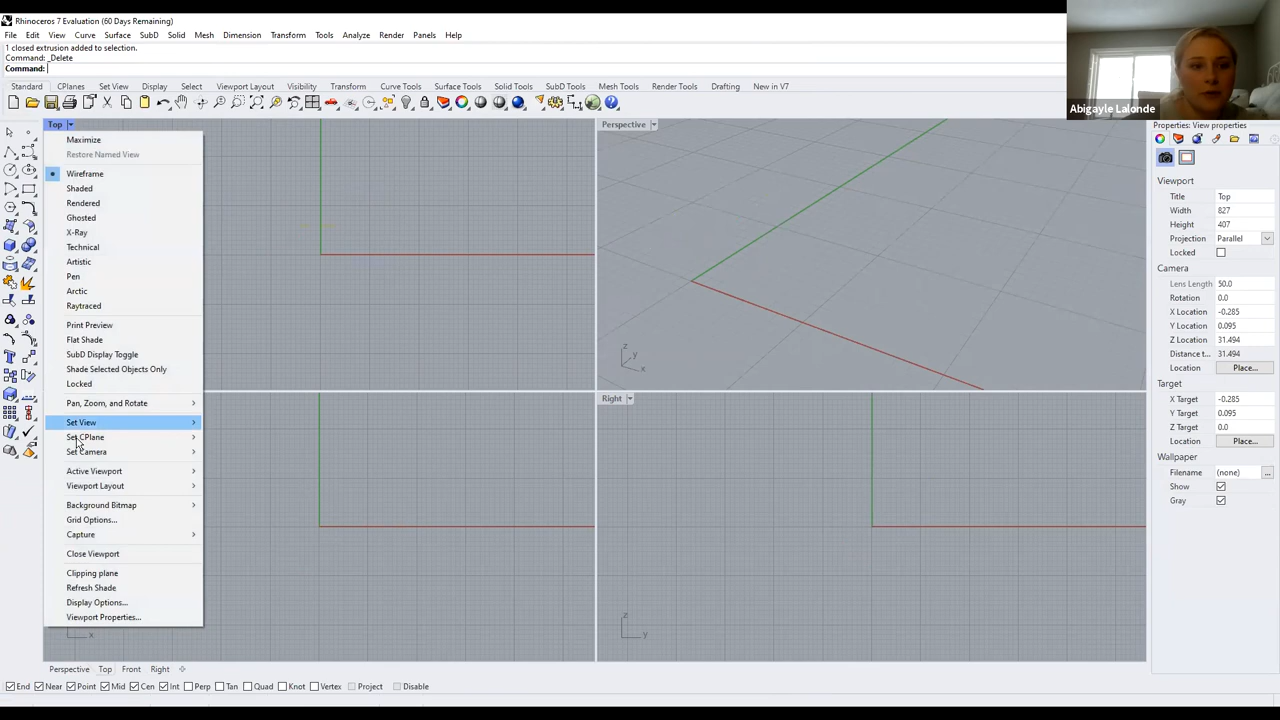 Rhinoceros 7 Evaluation (60 Days Remaining)
File Edit View Curve Surface SubD Solid Mesh Dimension Transform Tools Analyze Render Panels Help
1 closed extrusion added to selection.
Command: _Delete
Command:
Standard CPlanes Set View Display Select Viewport Layout Visibility Transform Curve Tools Surface Tools Solid Tools SubD Tools Mesh Tools Render Tools Drafting New in V7
Abigayle Lalonde
Top
Maximize
Restore Named View
Wireframe
Shaded
Rendered
Ghosted
X-Ray
Technical
Artistic
Pen
Arctic
Raytraced
Print Preview
Flat Shade
SubD Display Toggle
Shade Selected Objects Only
Locked
Pan, Zoom, and Rotate
Set View
Set CPlane
Set Camera
Active Viewport
Viewport Layout
Background Bitmap
Grid Options...
Capture
Close Viewport
Clipping plane
Refresh Shade
Display Options...
Viewport Properties...
x
Perspective
z
y
x
Right
z
y
Properties: View properties
Viewport
Title Top
Width 827
Height 407
Projection Parallel
Locked
Camera
Lens Length 50.0
Rotation 0.0
X Location -0.285
Y Location 0.095
Z Location 31.494
Distance t... 31.494
Location Place...
Target
X Target -0.285
Y Target 0.095
Z Target 0.0
Location Place...
Wallpaper
Filename (none) ...
Show
Gray
Perspective Top Front Right
End Near Point Mid Cen Int Perp Tan Quad Knot Vertex Project Disable